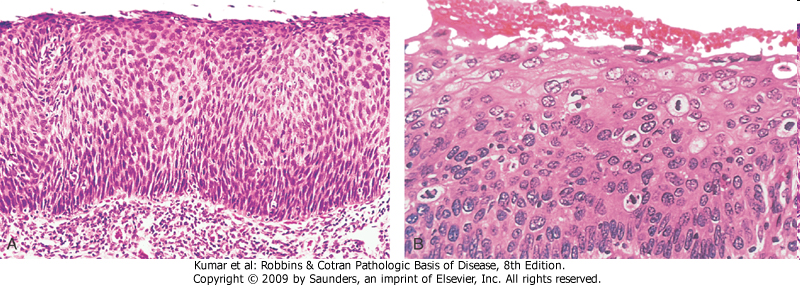 A
B
Kumar et al: Robbins & Cotran Pathologic Basis of Disease, 8th Edition.
Copyright © 2009 by Saunders, an imprint of Elsevier, Inc. All rights reserved.